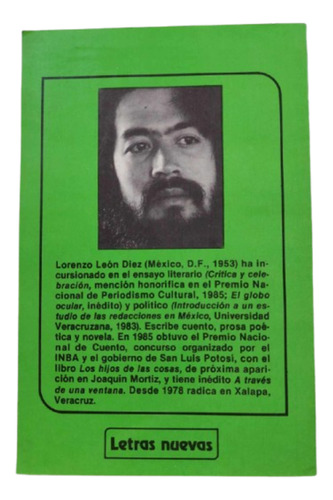 Lorenzo León Diez (México, D.F., 1953) ha in-
cursionado en el ensayo literario (Crítica y cele-
bración, mención honorífica en el Premio Na-
cional de Periodismo Cultural, 1985; El globo
ocular, inédito) y político (Introducción a un es-
tudio de las redacciones en México, Universidad
Veracruzana, 1983). Escribe cuento, prosa poé-
tica y novela. En 1985 obtuvo el Premio Nacio-
nal de Cuento, concurso organizado por el
INBA y el gobierno de San Luis Potosí, con el
libro Los hijos de las cosas, de próxima apari-
ción en Joaquín Mortiz, y tiene inédito A través
de una ventana. Desde 1978 radica en Xalapa,
Veracruz.
Letras nuevas